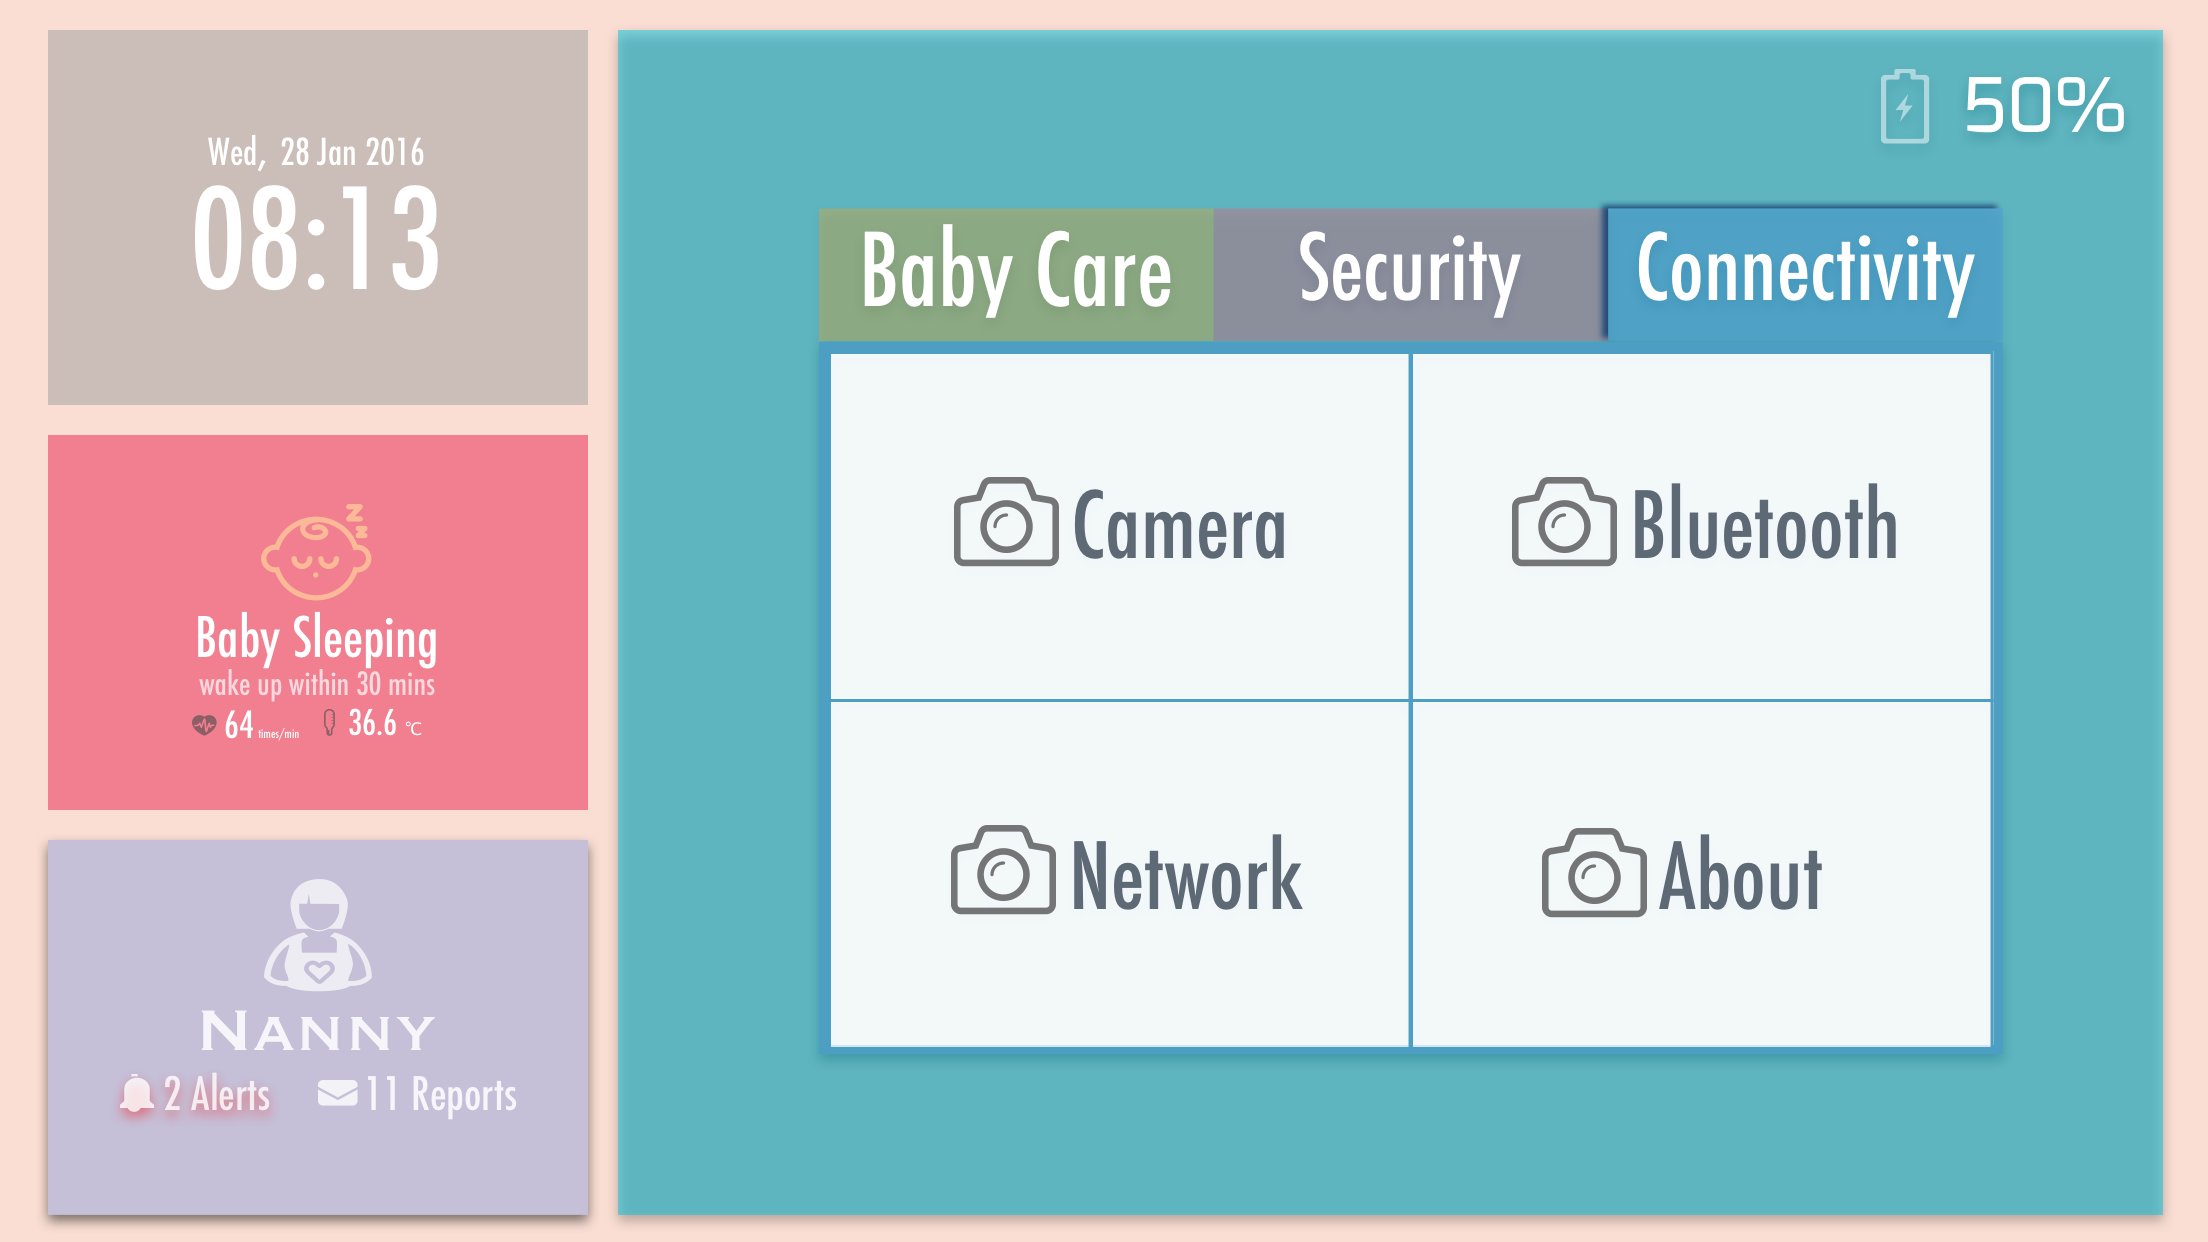 Wed, 28 Jan 2016
08:13
Baby Sleeping
wake up within 30 mins
64 times/min 36.6 °C
NANNY
2 Alerts 11 Reports
50%
Baby Care Security Connectivity
Camera Bluetooth
Network About